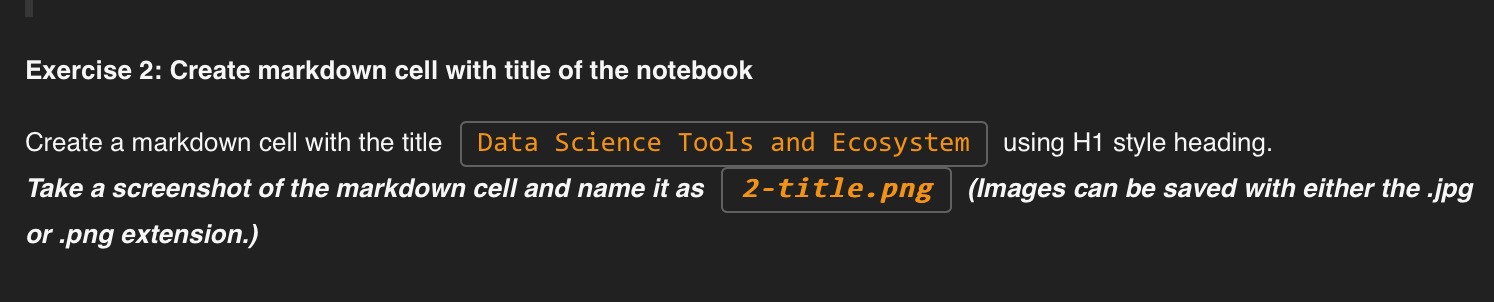 Exercise 2: Create markdown cell with title of the notebook
Create a markdown cell with the title Data Science Tools and Ecosystem using H1 style heading.
Take a screenshot of the markdown cell and name it as 2-title.png (Images can be saved with either the .jpg
or .png extension.)